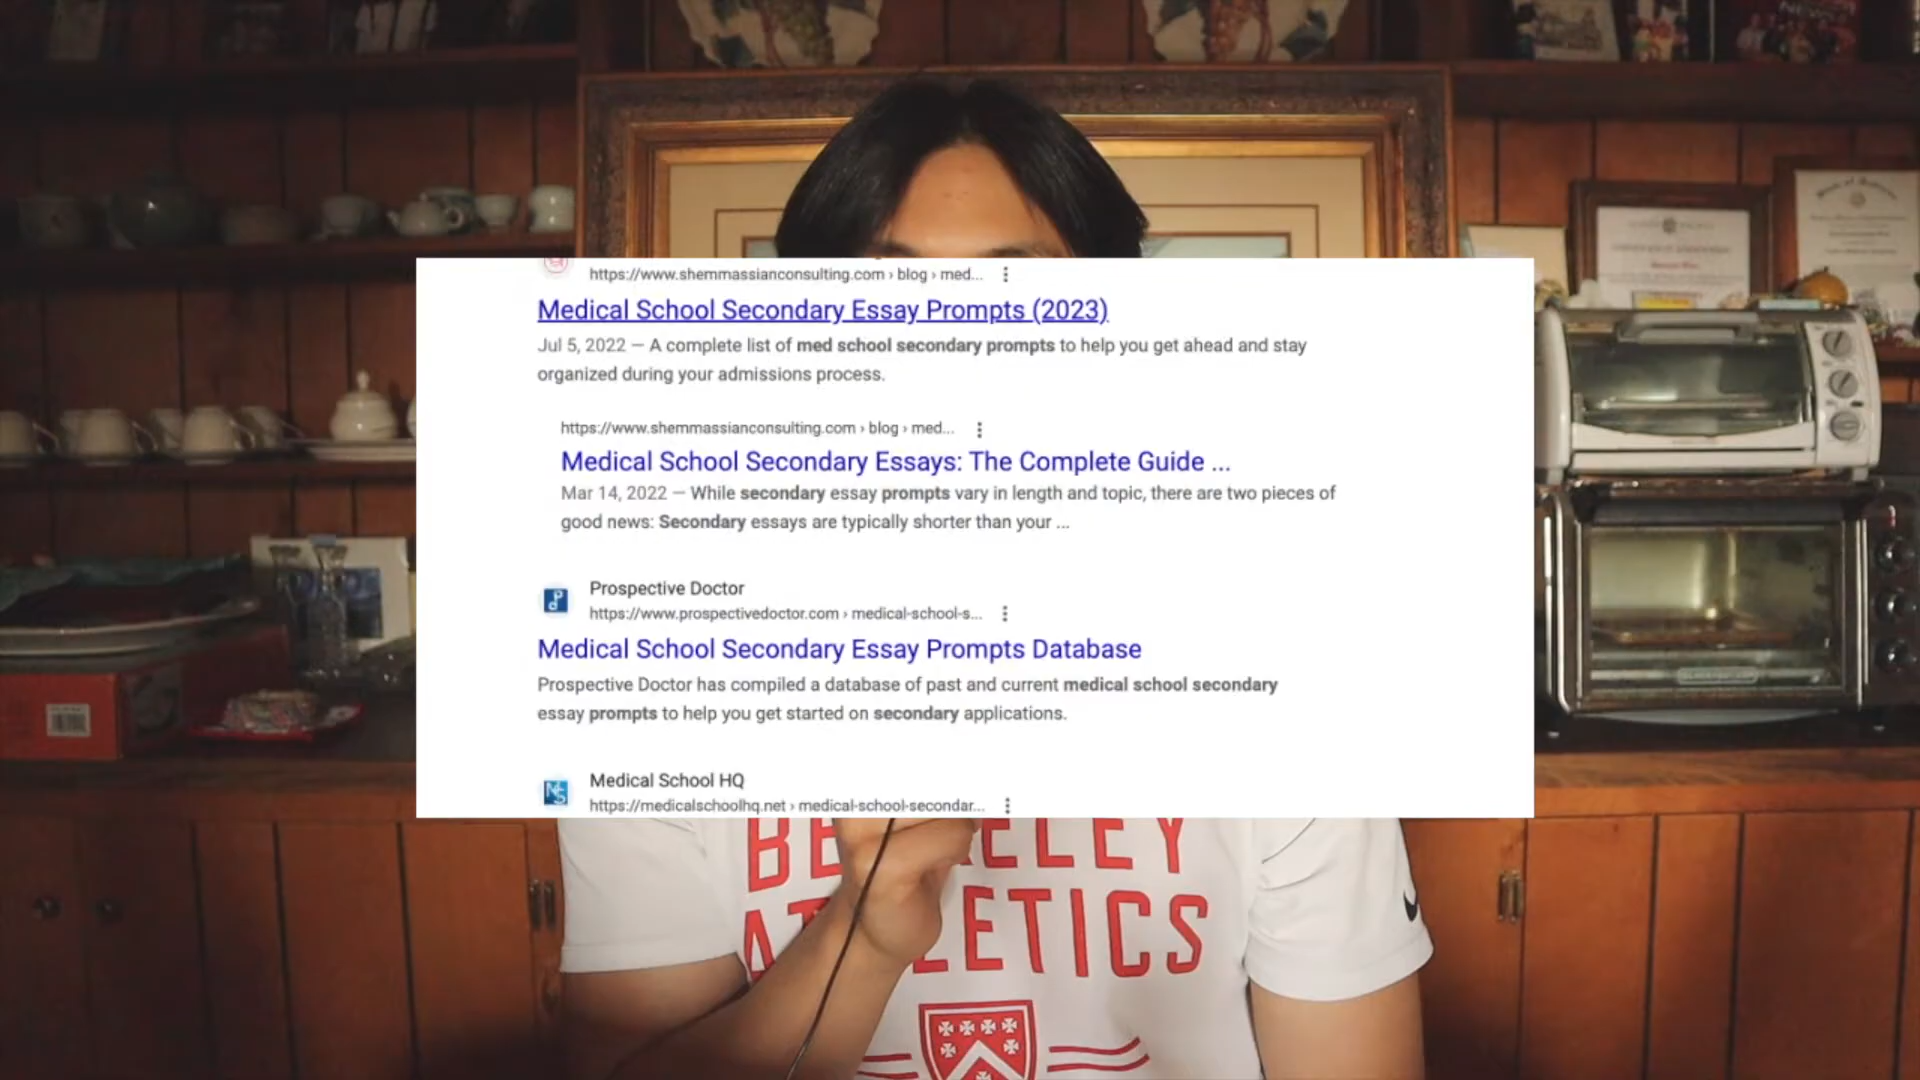 https://www.shemmassianconsulting.com › blog › med...
Medical School Secondary Essay Prompts (2023)
Jul 5, 2022 — A complete list of med school secondary prompts to help you get ahead and stay
organized during your admissions process.
https://www.shemmassianconsulting.com › blog › med...
Medical School Secondary Essays: The Complete Guide ...
Mar 14, 2022 — While secondary essay prompts vary in length and topic, there are two pieces of
good news: Secondary essays are typically shorter than your ...
Prospective Doctor
https://www.prospectivedoctor.com › medical-school-s...
Medical School Secondary Essay Prompts Database
Prospective Doctor has compiled a database of past and current medical school secondary
essay prompts to help you get started on secondary applications.
Medical School HQ
https://medicalschoolhq.net › medical-school-secondar...
BE ELEY
AT LETICS